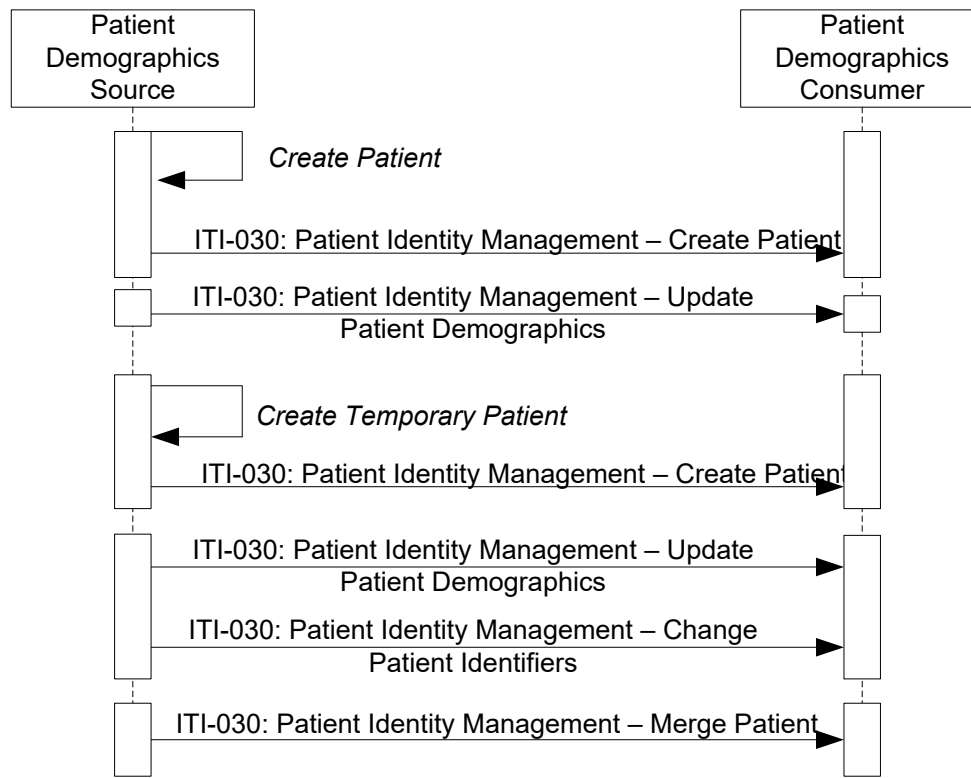 Patient
Demographics
Source
Patient
Demographics
Consumer
Create Patient
ITI-030: Patient Identity Management – Create Patient
ITI-030: Patient Identity Management – Update
Patient Demographics
Create Temporary Patient
ITI-030: Patient Identity Management – Create Patient
ITI-030: Patient Identity Management – Update
Patient Demographics
ITI-030: Patient Identity Management – Change
Patient Identifiers
ITI-030: Patient Identity Management – Merge Patient